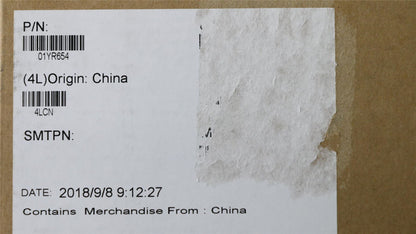 P/N:
01YR654
(4L)Origin: China
4LCN
SMTPN:
DATE: 2018/9/8 9:12:27
Contains Merchandise From : China